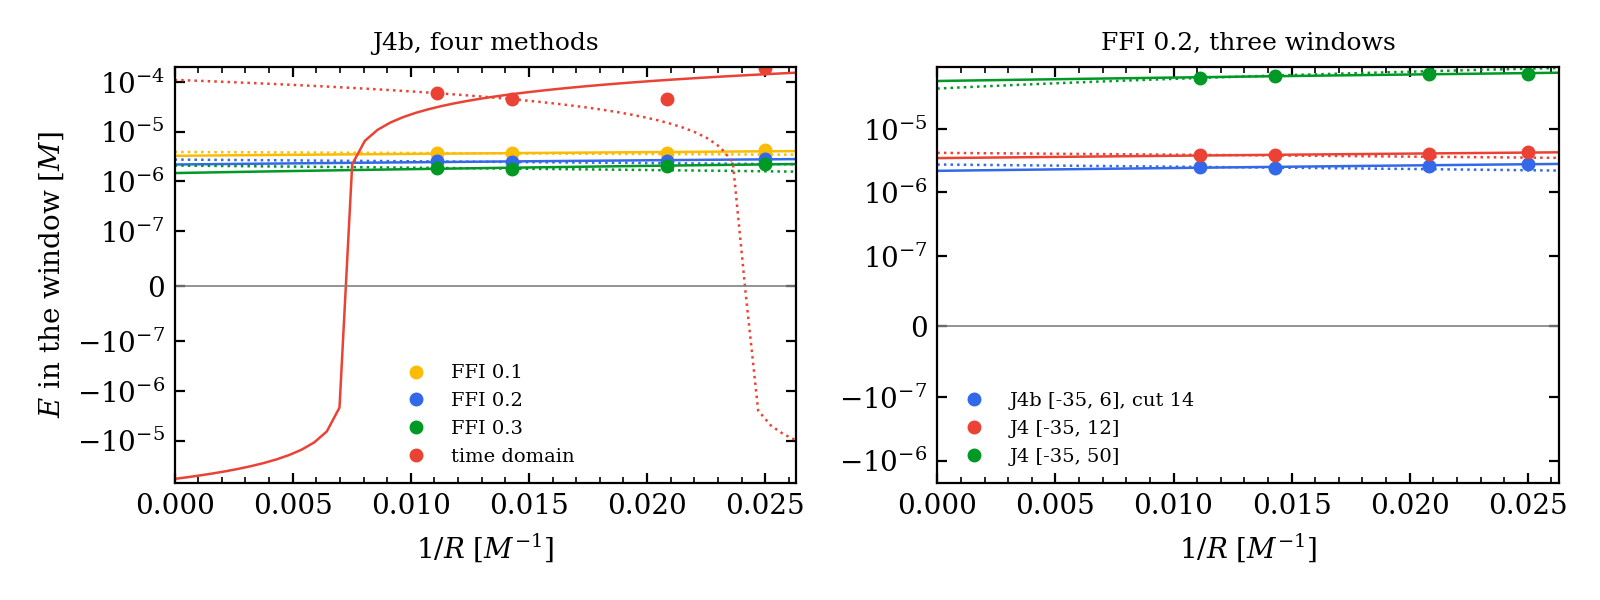 J4b, four methods
E in the window [M]
10⁻⁴
10⁻⁵
10⁻⁶
10⁻⁷
0
−10⁻⁷
−10⁻⁶
−10⁻⁵
FFI 0.1
FFI 0.2
FFI 0.3
time domain
0.000 0.005 0.010 0.015 0.020 0.025
1/R [M⁻¹]
FFI 0.2, three windows
10⁻⁵
10⁻⁶
10⁻⁷
0
−10⁻⁷
−10⁻⁶
J4b [-35, 6], cut 14
J4 [-35, 12]
J4 [-35, 50]
0.000 0.005 0.010 0.015 0.020 0.025
1/R [M⁻¹]